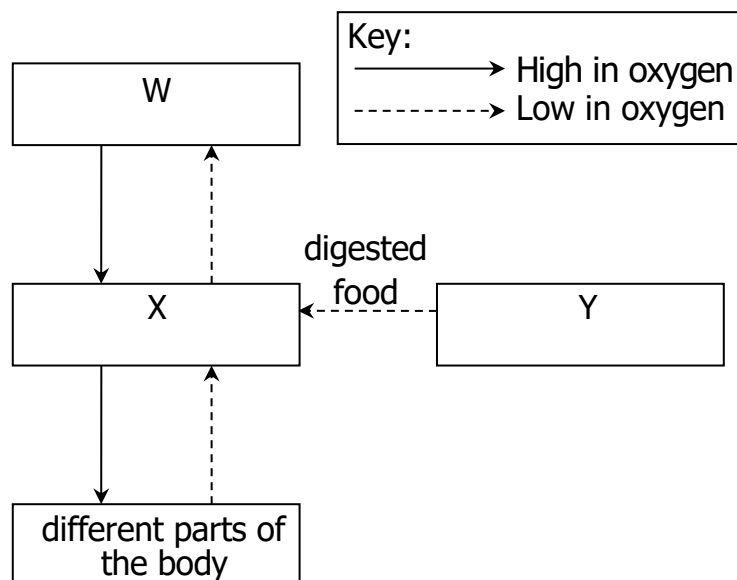 Key:
High in oxygen
Low in oxygen
W
digested
food
X
Y
different parts of
the body